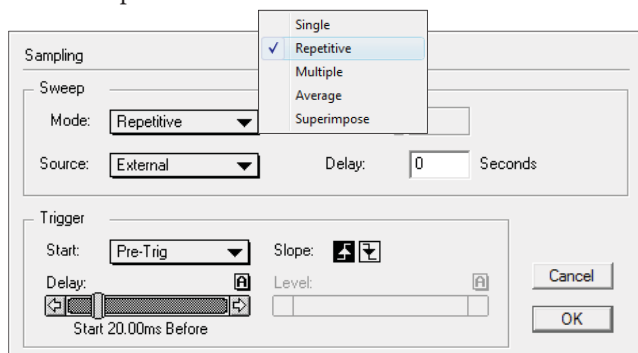 Single
✓ Repetitive
Multiple
Average
Superimpose
Sampling
Sweep
Mode: Repetitive
Source: External Delay: 0 Seconds
Trigger
Start: Pre-Trig Slope:
Delay: A Level: A
Start 20.00ms Before
Cancel
OK